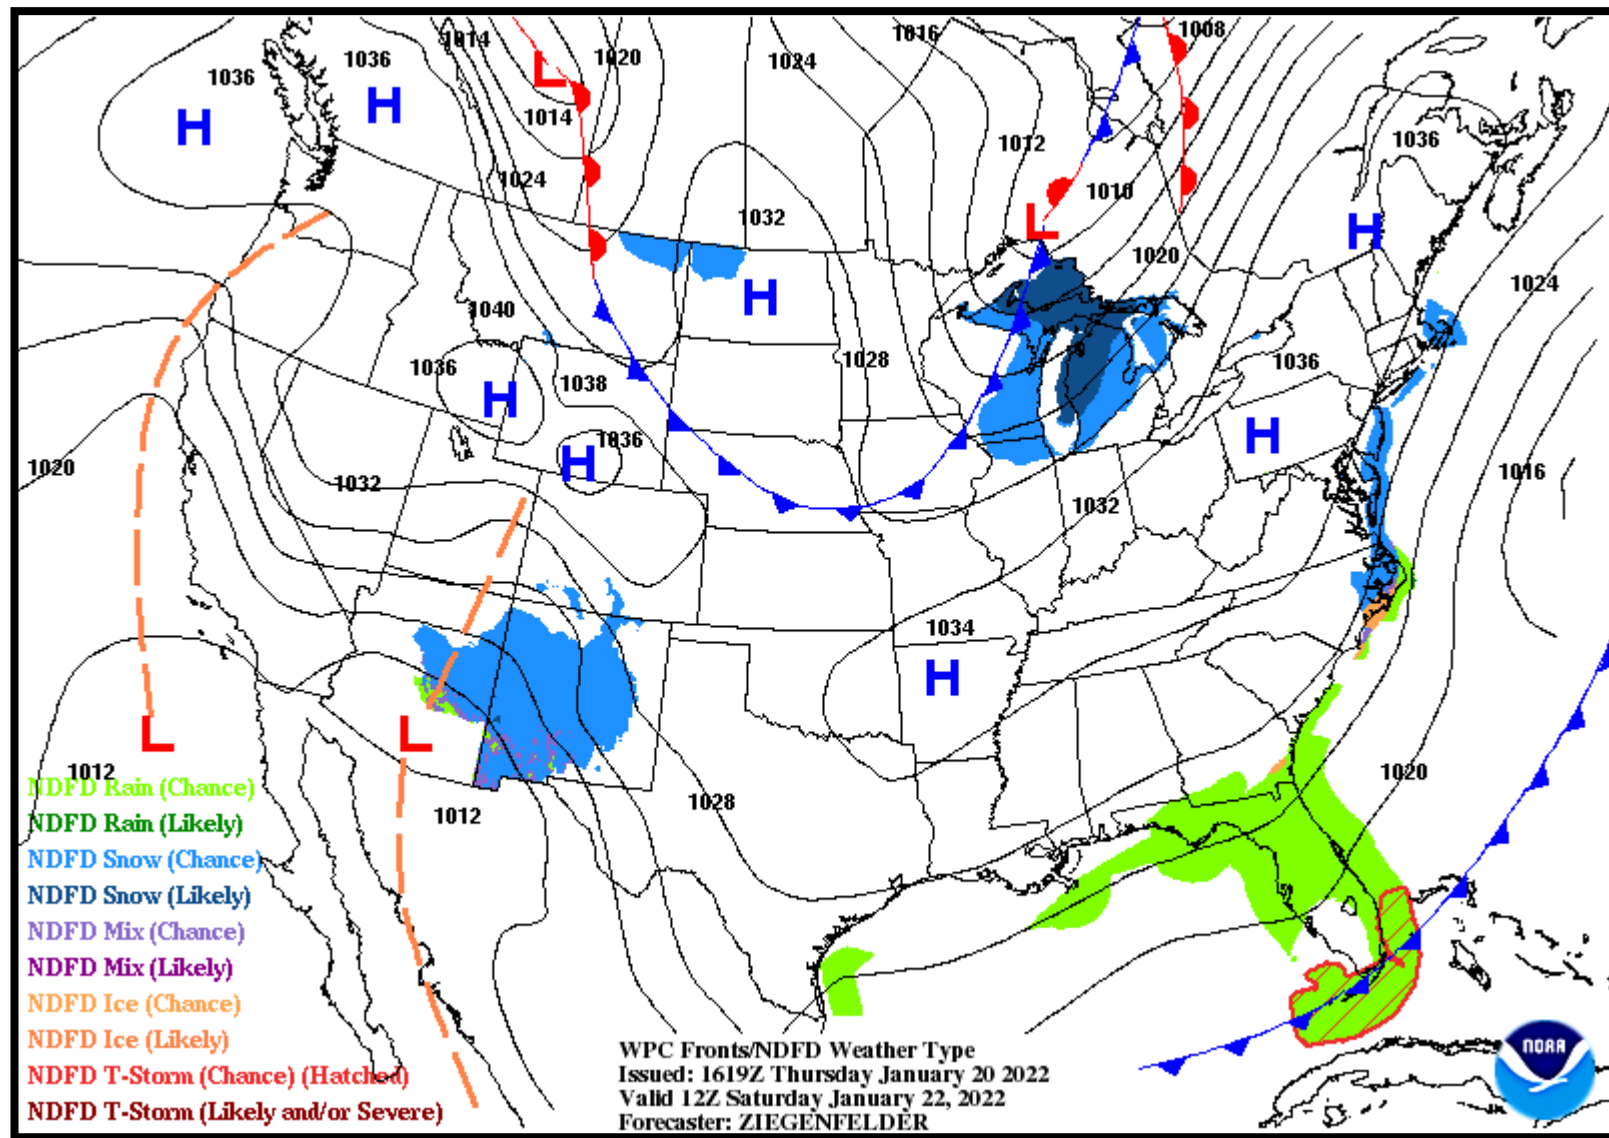 1014
1020
1016
1008
1036
1036
1024
H
H
L
1014
1012
1036
1024
1010
1032
L
H
1020
1024
H
1040
1036
1038
1028
1036
H
H
1036
H
1020
1032
1032
1016
1034
H
L
L
1012
1028
1020
1012
NDFD Rain (Chance)
NDFD Rain (Likely)
NDFD Snow (Chance)
NDFD Snow (Likely)
NDFD Mix (Chance)
NDFD Mix (Likely)
NDFD Ice (Chance)
NDFD Ice (Likely)
NDFD T-Storm (Chance) (Hatched)
NDFD T-Storm (Likely and/or Severe)
WPC Fronts/NDFD Weather Type
Issued: 1619Z Thursday January 20 2022
Valid 12Z Saturday January 22, 2022
Forecaster: ZIEGENFELDER
NOAA